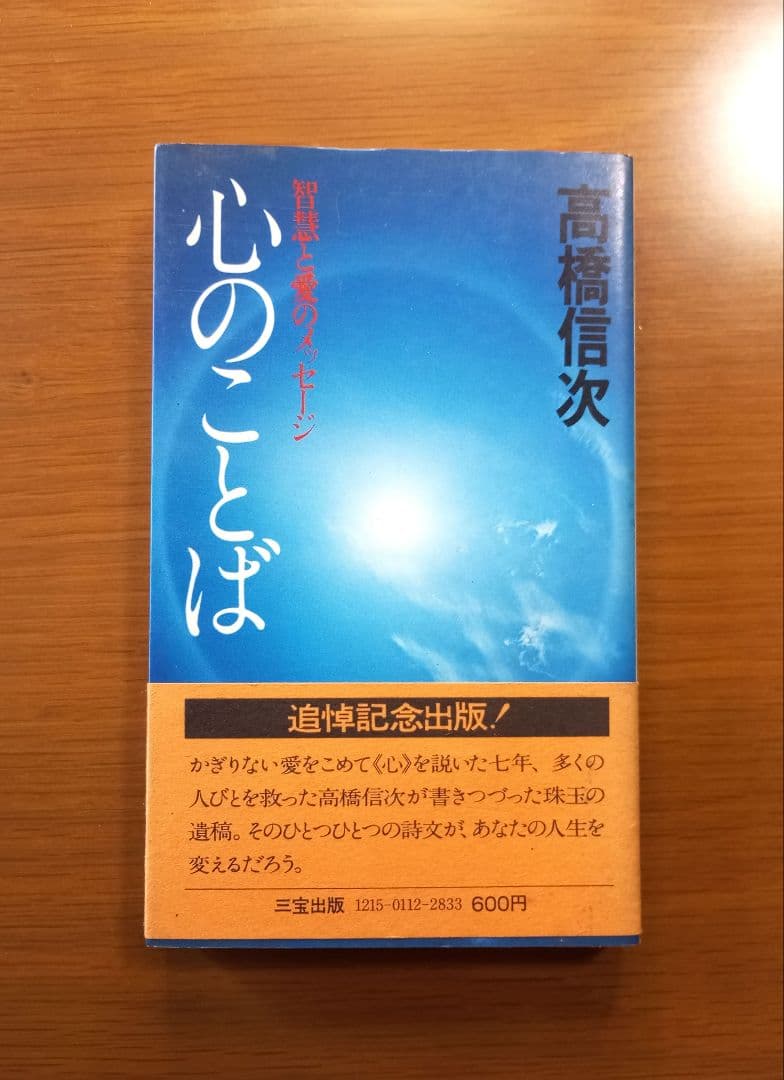 高橋信次
智慧と愛のメッセージ
心のことば
追悼記念出版!
かぎりない愛をこめて《心》を説いた七年、多くの
人びとを救った高橋信次が書きつづった珠玉の
遺稿。そのひとつひとつの詩文が、あなたの人生を
変えるだろう。
三宝出版 1215-0112-2833 600円